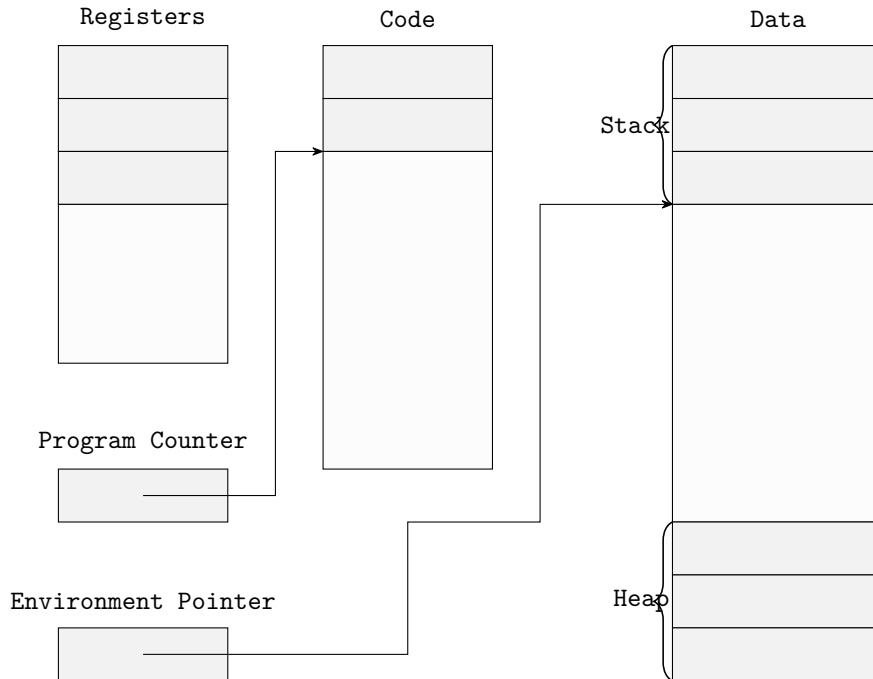 Registers
Code
Data
Stack
Program Counter
Environment Pointer
Heap